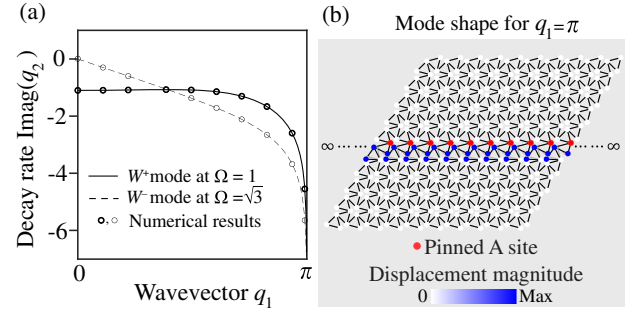 (a)
Decay rate Imag(q₂)
0
-2
-4
-6
W⁺ mode at Ω = 1
W⁻ mode at Ω = √3
Numerical results
0
π
Wavevector q₁
(b)
Mode shape for q₁=π
∞
∞
Pinned A site
Displacement magnitude
0
Max